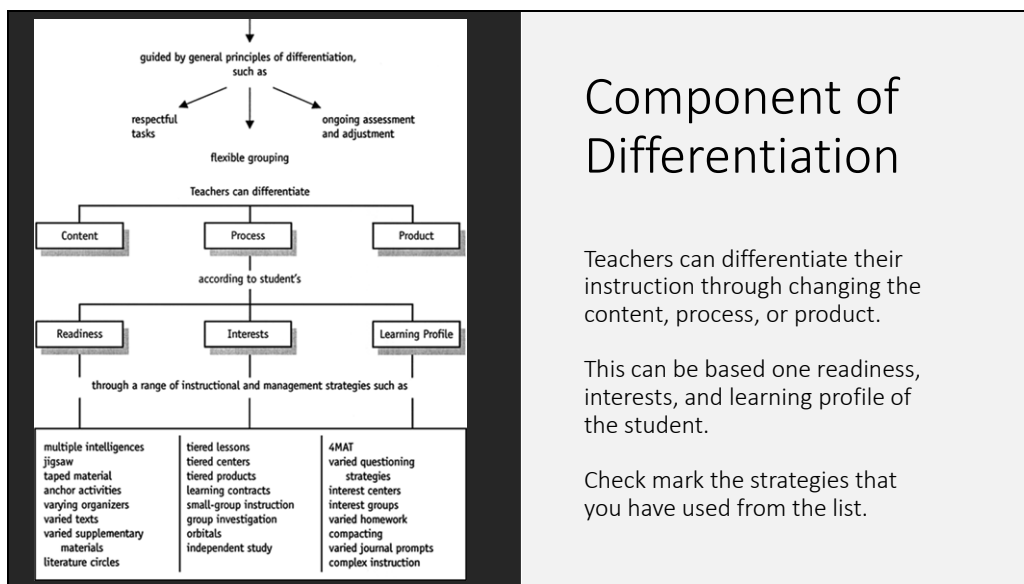 guided by general principles of differentiation,
such as
respectful
tasks
ongoing assessment
and adjustment
flexible grouping
Teachers can differentiate
Content
Process
Product
according to student's
Readiness
Interests
Learning Profile
through a range of instructional and management strategies such as
multiple intelligences
jigsaw
taped material
anchor activities
varying organizers
varied texts
varied supplementary
materials
literature circles
tiered lessons
tiered centers
tiered products
learning contracts
small-group instruction
group investigation
orbitals
independent study
4MAT
varied questioning
strategies
interest centers
interest groups
varied homework
compacting
varied journal prompts
complex instruction
Component of
Differentiation
Teachers can differentiate their
instruction through changing the
content, process, or product.
This can be based one readiness,
interests, and learning profile of
the student.
Check mark the strategies that
you have used from the list.